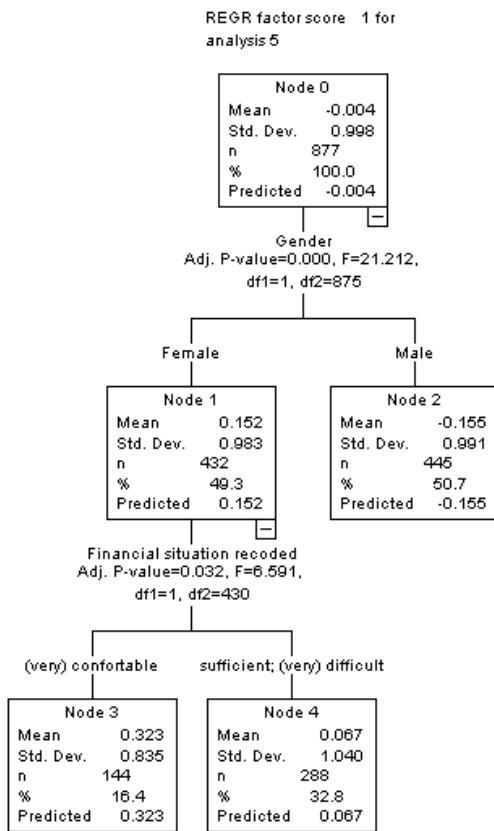 REGR factor score 1 for
analysis 5
Node 0
Mean -0.004
Std. Dev. 0.998
n 877
% 100.0
Predicted -0.004
Gender
Adj. P-value=0.000, F=21.212,
df1=1, df2=875
Female
Male
Node 1
Mean 0.152
Std. Dev. 0.983
n 432
% 49.3
Predicted 0.152
Node 2
Mean -0.155
Std. Dev. 0.991
n 445
% 50.7
Predicted -0.155
Financial situation recoded
Adj. P-value=0.032, F=6.591,
df1=1, df2=430
(very) confortable
sufficient; (very) difficult
Node 3
Mean 0.323
Std. Dev. 0.835
n 144
% 16.4
Predicted 0.323
Node 4
Mean 0.067
Std. Dev. 1.040
n 288
% 32.8
Predicted 0.067